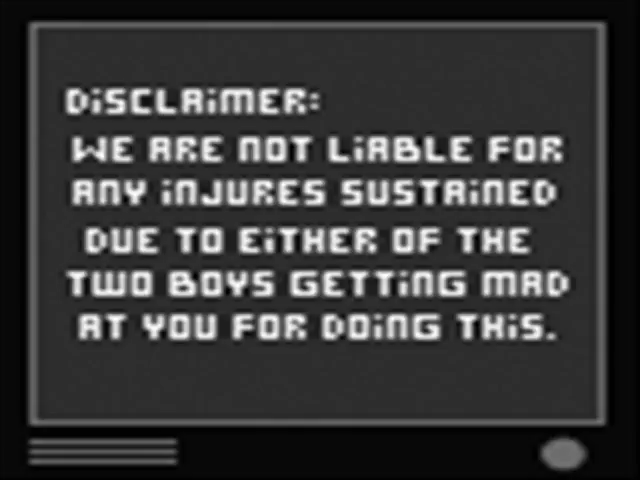 DiSCLAiMER:
WE ARE NOT LiABLE FOR
ANY iNJURES SUSTAiNED
DUE TO EiTHER OF THE
TWO BOYS GETTiNG MAD
AT YOU FOR DOiNG THiS.